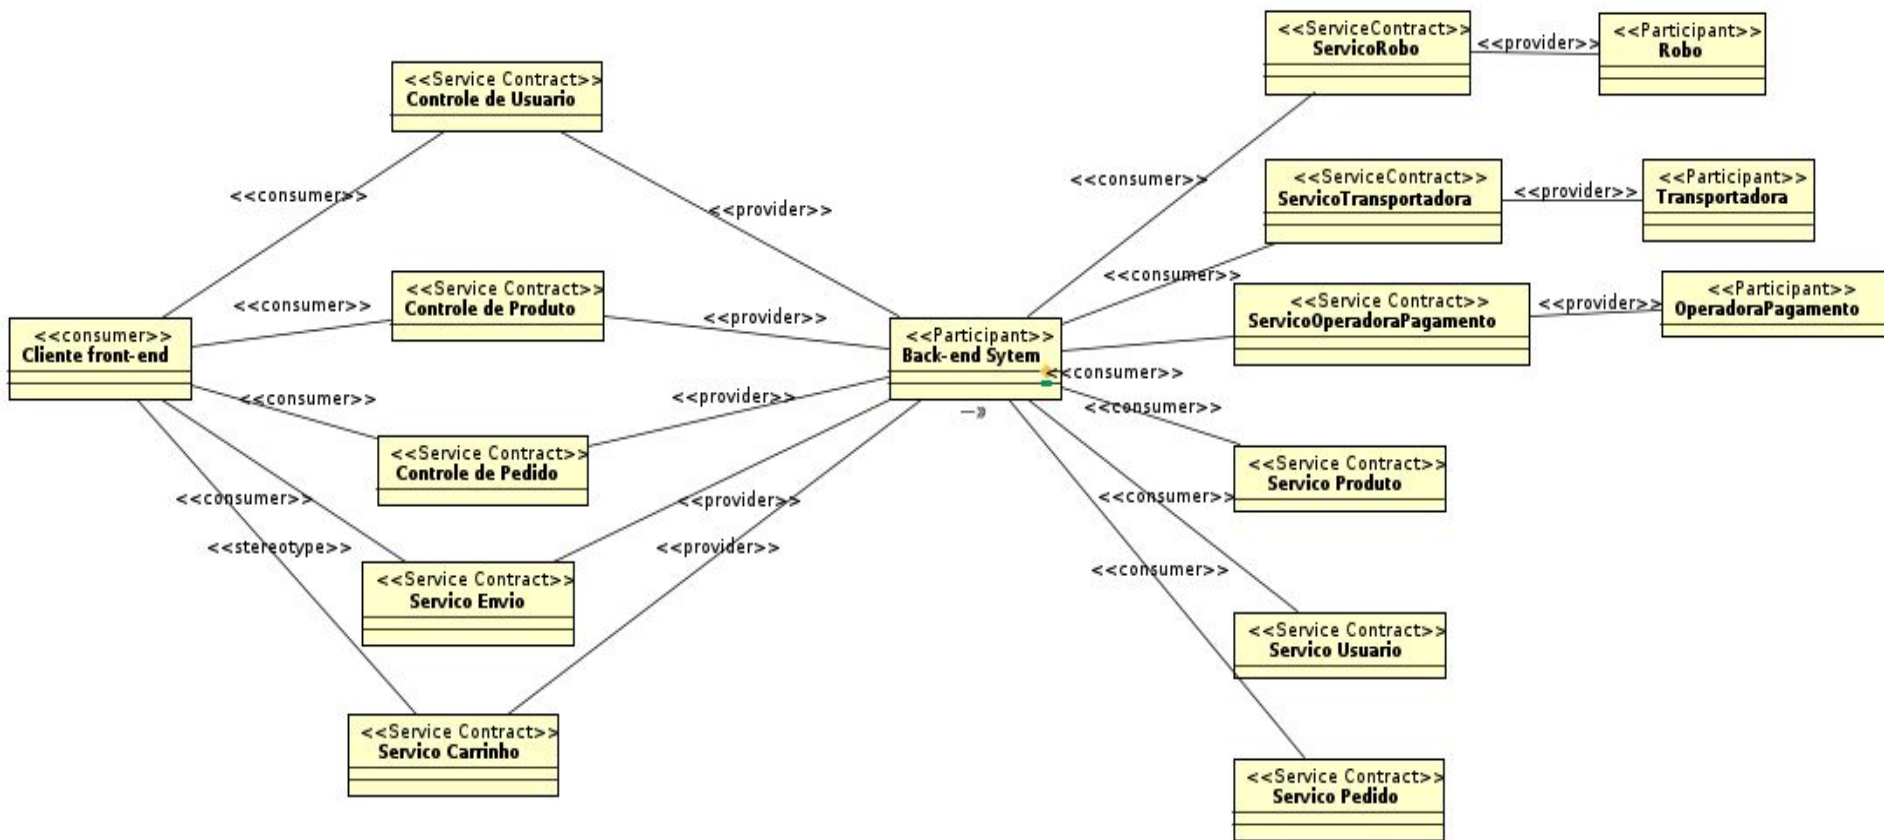 <<ServiceContract>>
ServicoRobo
<<provider>>
<<Participant>>
Robo
<<Service Contract>>
Controle de Usuario
<<consumer>>
<<provider>>
<<consumer>>
<<ServiceContract>>
ServicoTransportadora
<<provider>>
<<Participant>>
Transportadora
<<consumer>>
<<Service Contract>>
Controle de Produto
<<consumer>>
<<provider>>
<<Service Contract>>
ServicoOperadoraPagamento
<<provider>>
<<Participant>>
OperadoraPagamento
<<consumer>>
Cliente front-end
<<Participant>>
Back-end Sytem
<<consumer>>
<<consumer>>
<<provider>>
<<consumer>>
<<Service Contract>>
Controle de Pedido
<<Service Contract>>
Servico Produto
<<consumer>>
<<provider>>
<<consumer>>
<<stereotype>>
<<provider>>
<<consumer>>
<<Service Contract>>
Servico Envio
<<Service Contract>>
Servico Usuario
<<Service Contract>>
Servico Carrinho
<<Service Contract>>
Servico Pedido